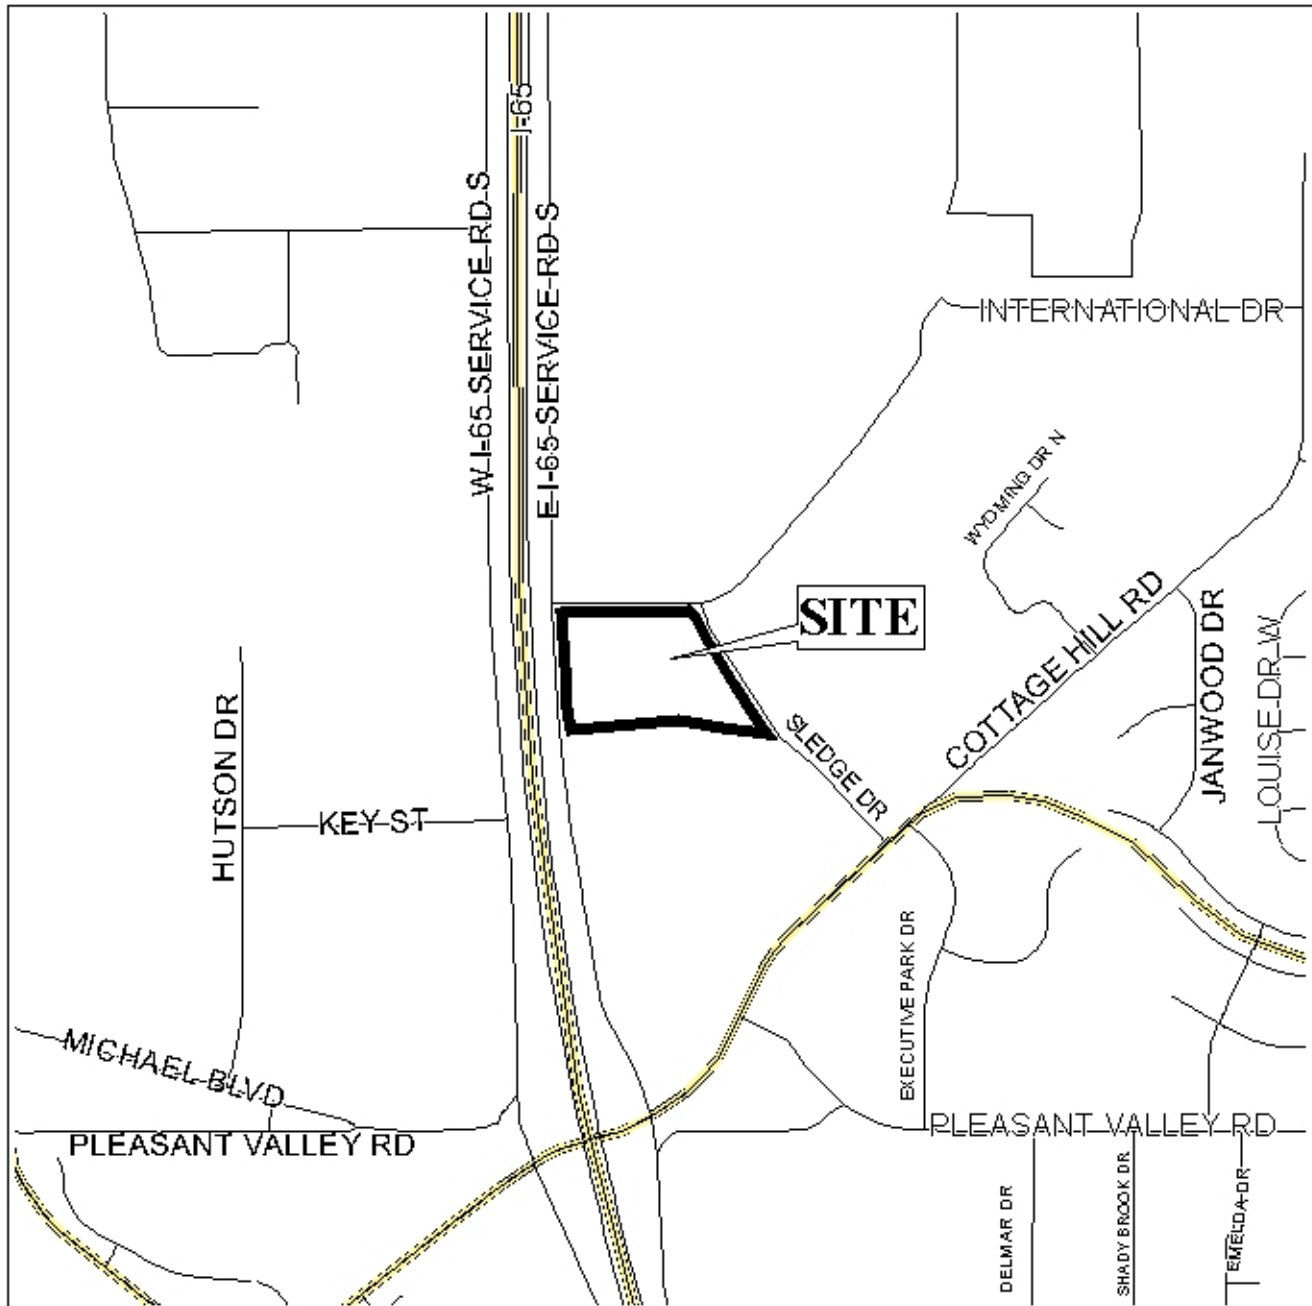 I-65
W-I-65-SERVICE-RD-S
E-I-65-SERVICE-RD-S
INTERNATIONAL DR
WYOMING DR N
SITE
COTTAGE HILL RD
JANWOOD DR
LOUISE DR W
HUTSON DR
SLEDGE DR
KEY ST
EXECUTIVE PARK DR
MICHAEL BLVD
PLEASANT VALLEY RD
PLEASANT VALLEY RD
DELMAR DR
SHADY BROOK DR
EMELDA DR